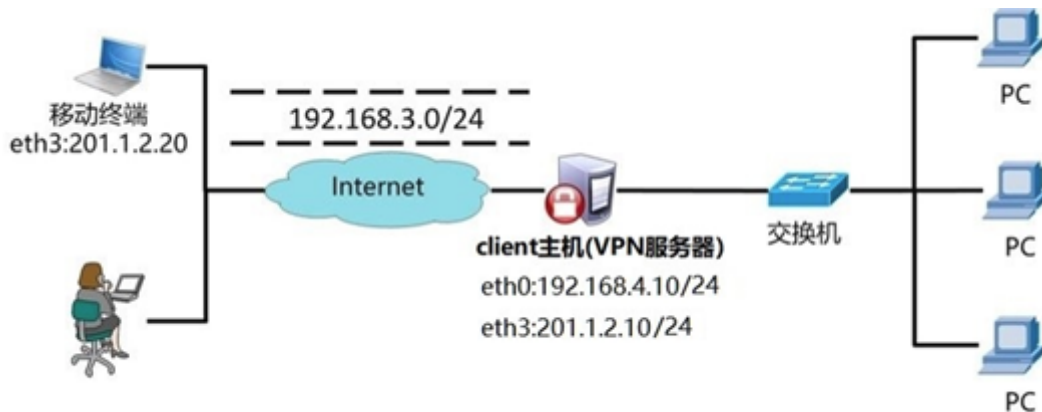 移动终端
eth3:201.1.2.20
192.168.3.0/24
Internet
client主机(VPN服务器)
eth0:192.168.4.10/24
eth3:201.1.2.10/24
交换机
PC
PC
PC